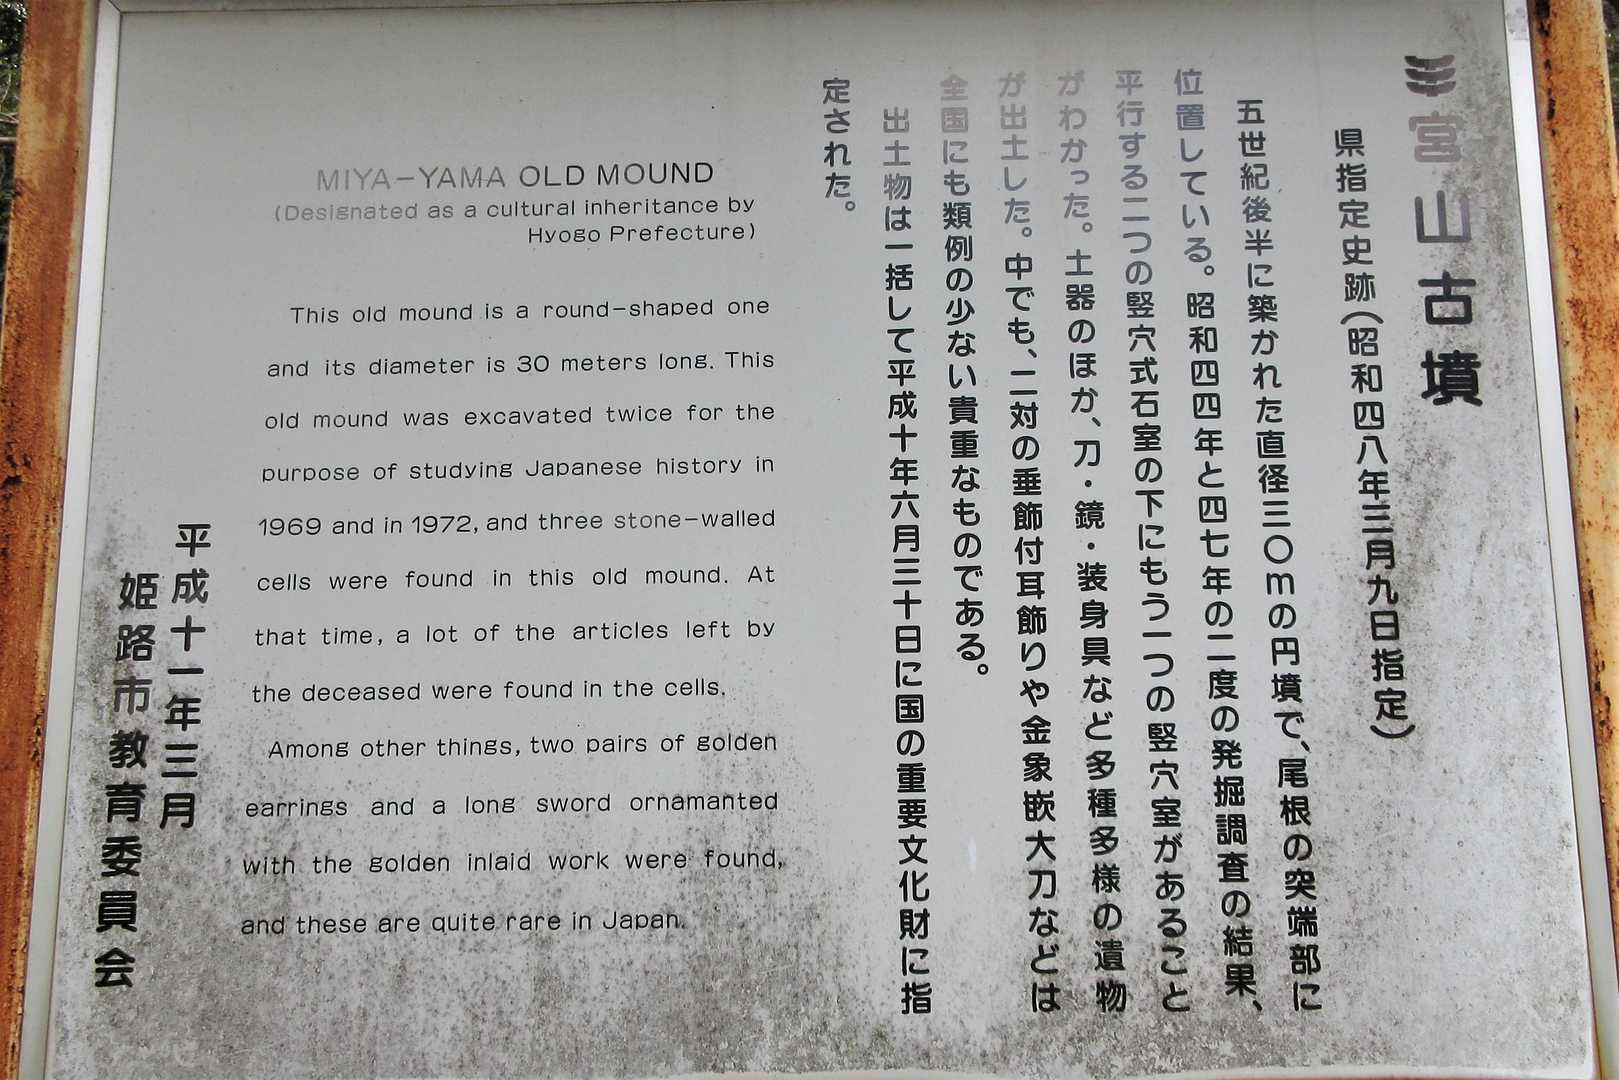 宮山古墳
県指定史跡(昭和四八年三月九日指定)
五世紀後半に築かれた直径三〇mの円墳で、尾根の突端部に
位置している。昭和四四年と四七年の二度の発掘調査の結果、
平行する二つの竪穴式石室の下にもう一つの竪穴室があること
がわかった。土器のほか、刀・鏡・装身具など多種多様の遺物
が出土した。中でも、二対の垂飾付耳飾りや金象嵌大刀などは
全国にも類例の少ない貴重なものである。
出土物は一括して平成十年六月三十日に国の重要文化財に指
定された。
MIYA-YAMA OLD MOUND
(Designated as a cultural inheritance by
Hyogo Prefecture)
This old mound is a round-shaped one
and its diameter is 30 meters long. This
old mound was excavated twice for the
purpose of studying Japanese history in
1969 and in 1972, and three stone-walled
cells were found in this old mound. At
that time, a lot of the articles left by
the deceased were found in the cells.
Among other things, two pairs of golden
earrings and a long sword ornamanted
with the golden inlaid work were found,
and these are quite rare in Japan.
平成十一年三月
姫路市教育委員会